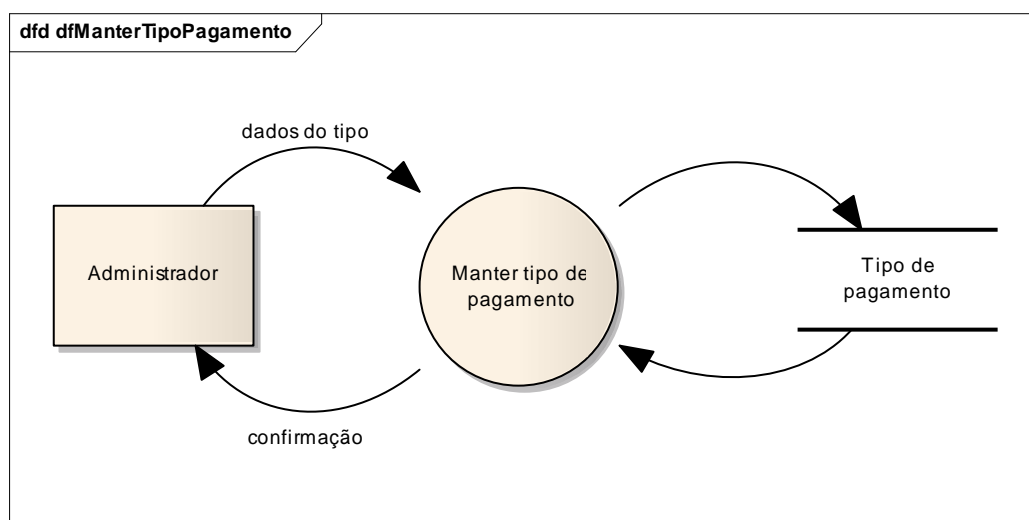 dfd dfManterTipoPagamento
dados do tipo
Administrador
Manter tipo de
pagamento
Tipo de
pagamento
confirmação